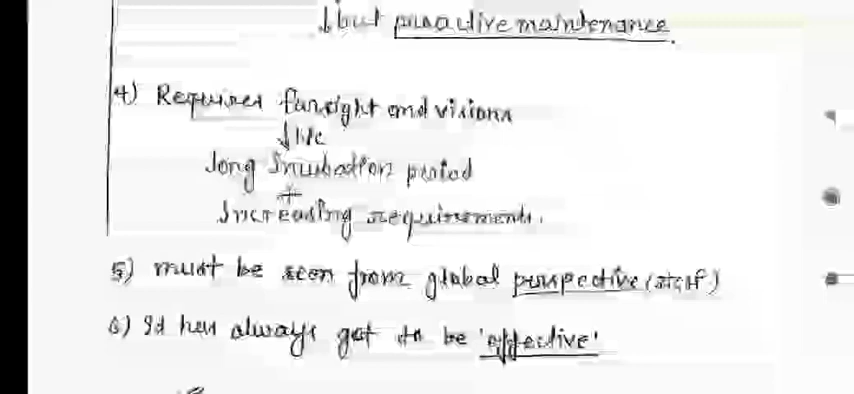 but proactive maintenance.
4) Requires farsight and visions
↓ b/c
long Incubation period
+
Increasing requirements.
5) must be seen from global perspective
6) It has always got to be 'effective'